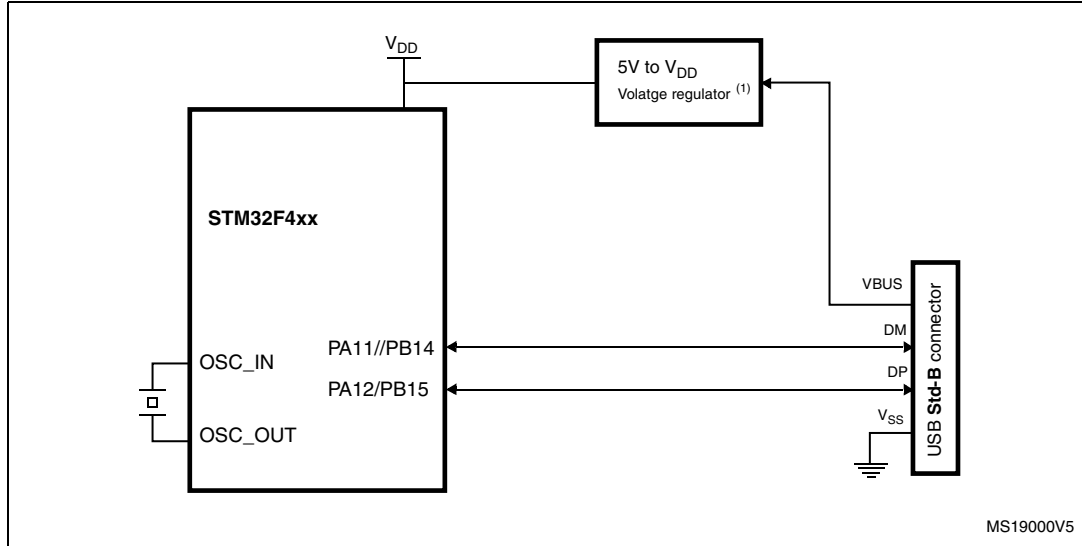 VDD
5V to VDD
Volatge regulator (1)
STM32F4xx
VBUS
DM
PA11//PB14
OSC_IN
DP
PA12/PB15
VSS
OSC_OUT
USB Std-B connector
MS19000V5